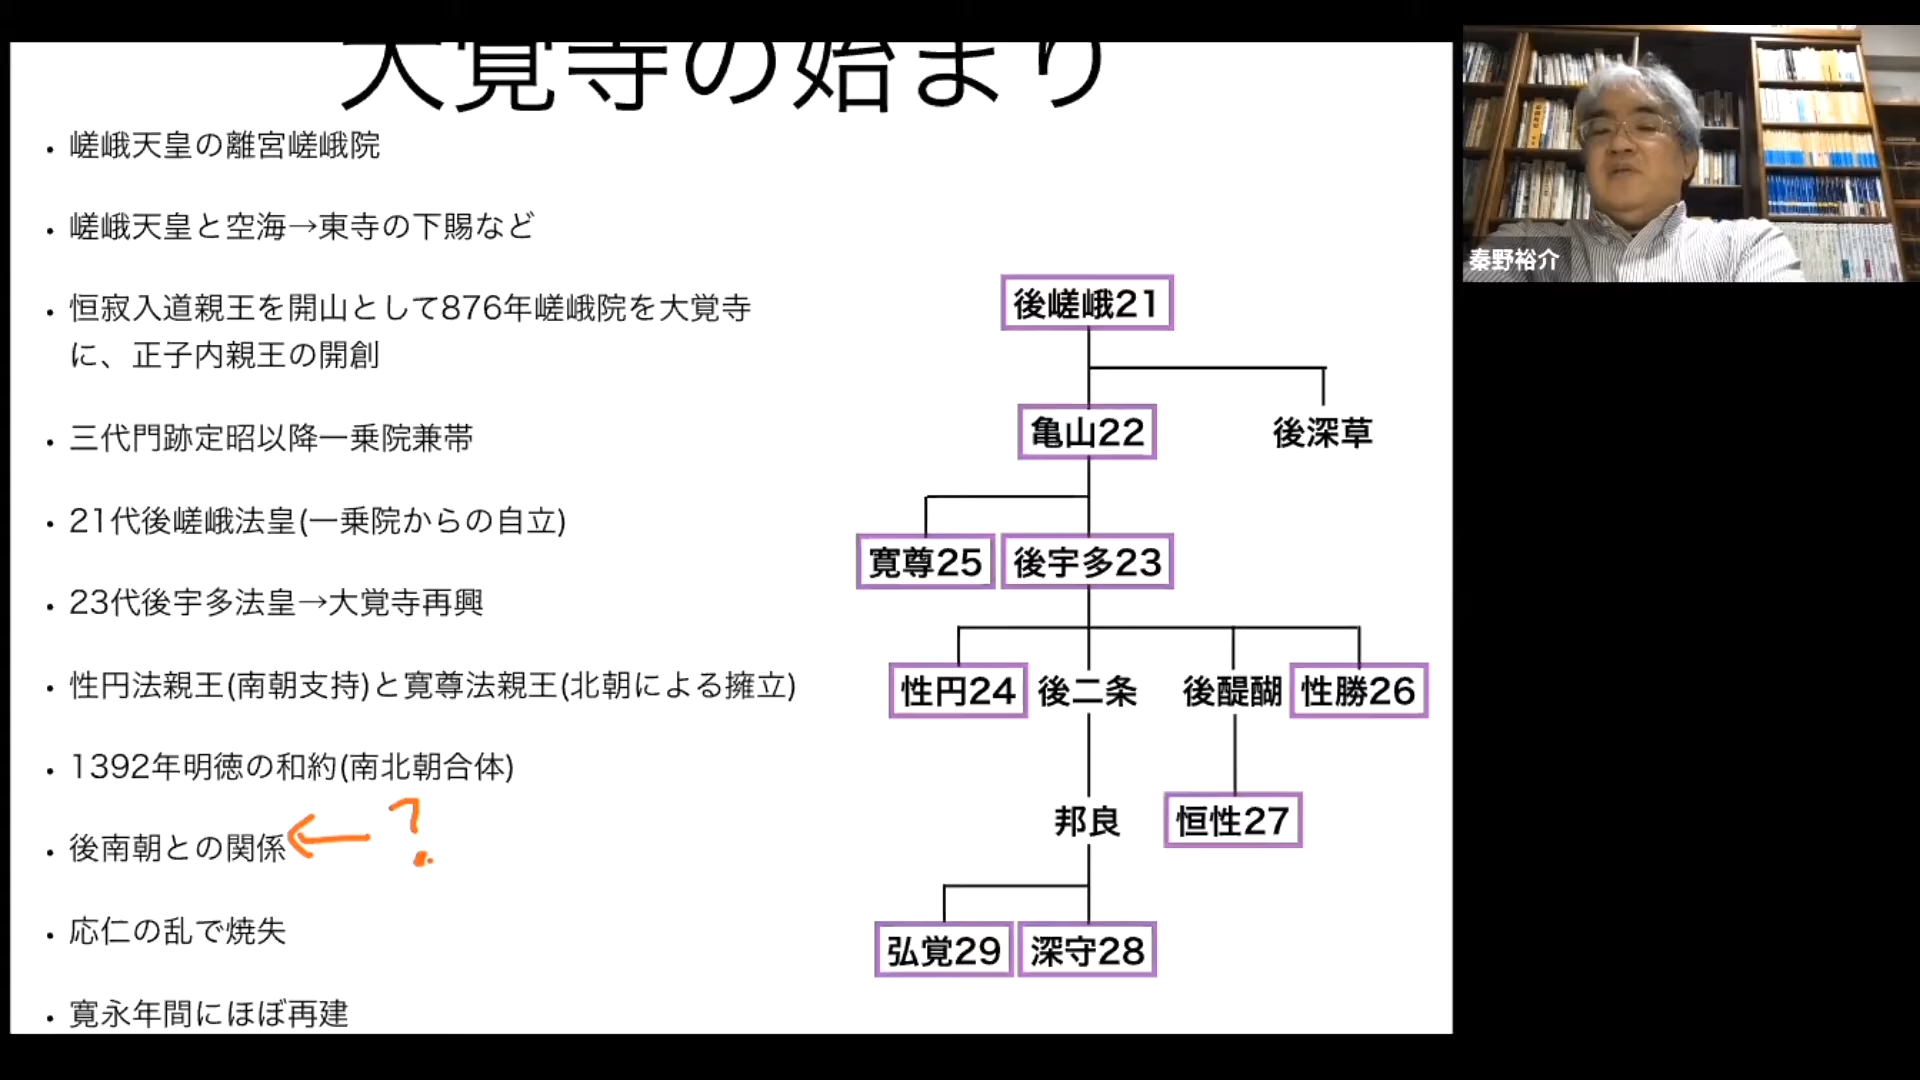 大覚寺の始まり
• 嵯峨天皇の離宮嵯峨院
• 嵯峨天皇と空海→東寺の下賜など
• 恒寂入道親王を開山として876年嵯峨院を大覚寺
に、正子内親王の開創
• 三代門跡定昭以降一乗院兼帯
• 21代後嵯峨法皇(一乗院からの自立)
• 23代後宇多法皇→大覚寺再興
• 性円法親王(南朝支持)と寛尊法親王(北朝による擁立)
• 1392年明徳の和約(南北朝合体)
• 後南朝との関係 ← ?
• 応仁の乱で焼失
• 寛永年間にほぼ再建
後嵯峨21
亀山22 後深草
寛尊25 後宇多23
性円24 後二条 後醍醐 性勝26
邦良 恒性27
弘覚29 深守28
秦野裕介